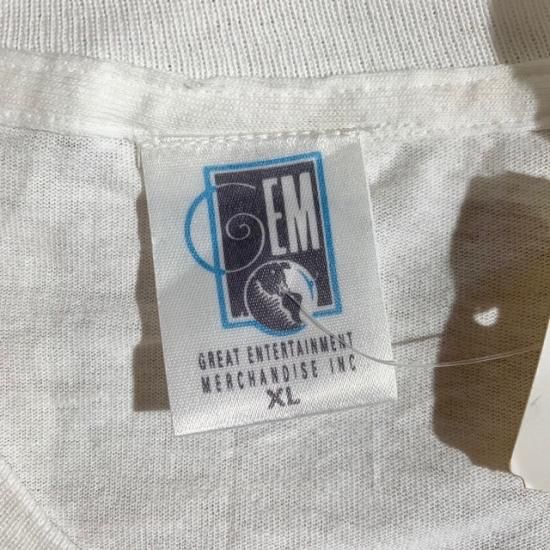 GEM
GREAT ENTERTAINMENT
MERCHANDISE INC
XL